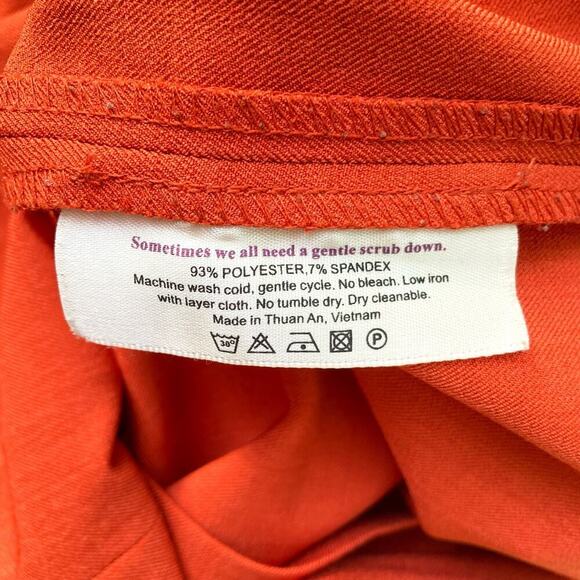 Sometimes we all need a gentle scrub down.
93% POLYESTER,7% SPANDEX
Machine wash cold, gentle cycle. No bleach. Low iron
with layer cloth. No tumble dry. Dry cleanable.
Made in Thuan An, Vietnam
30° P